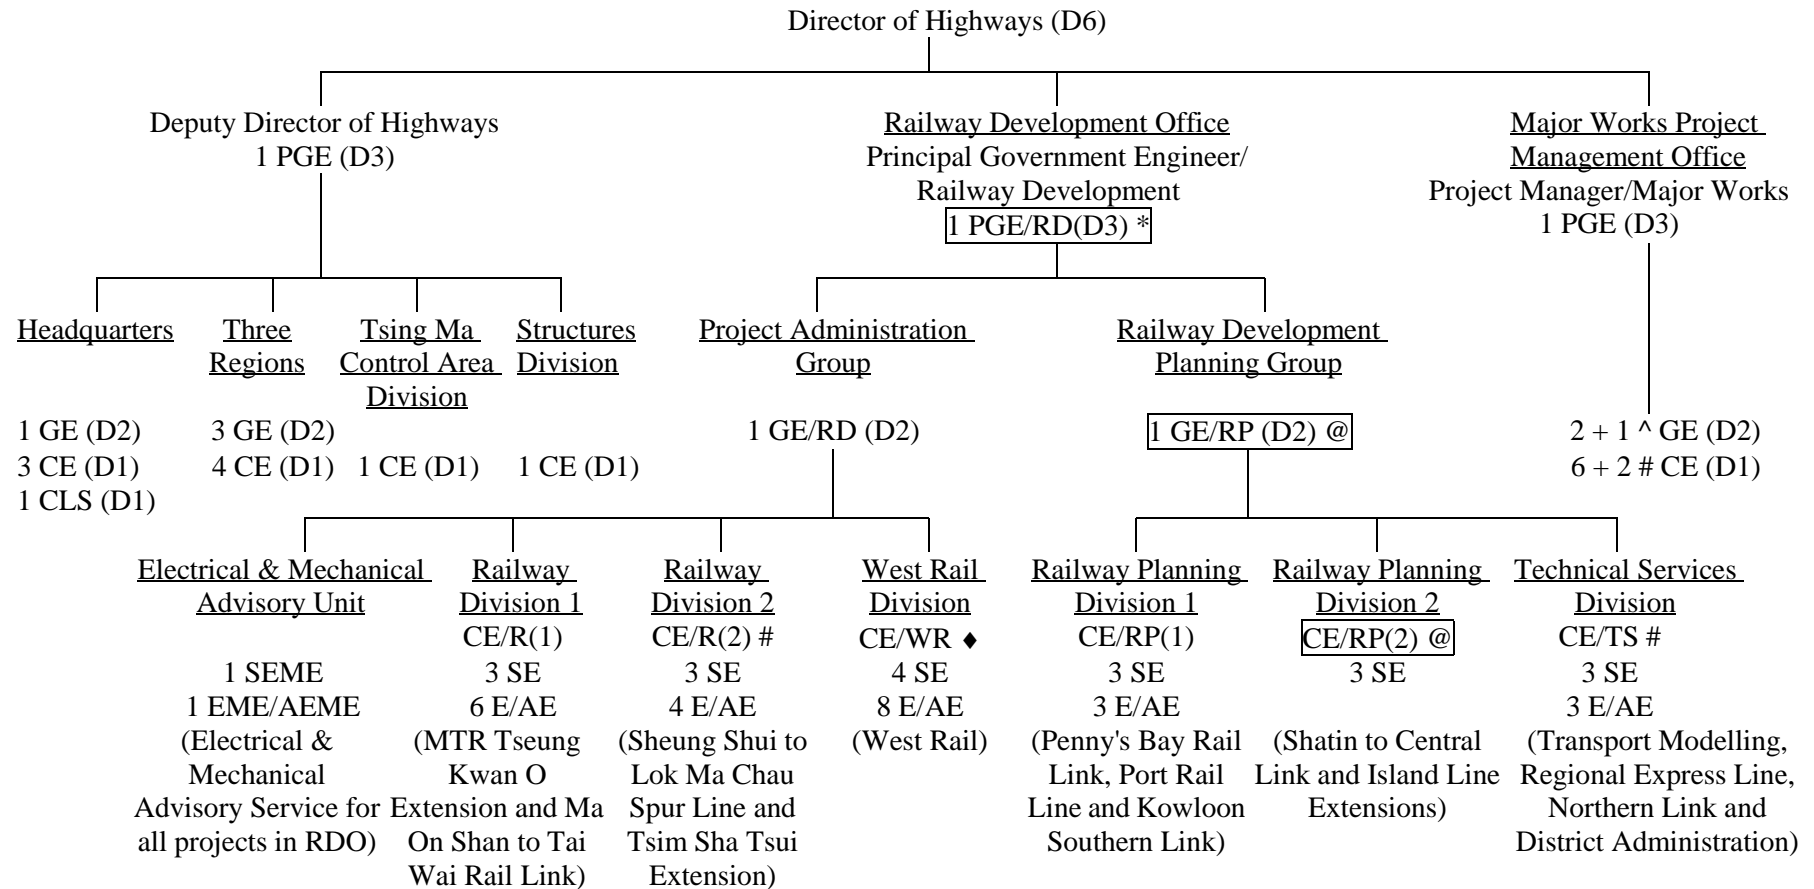 Director of Highways (D6)
Deputy Director of Highways
1 PGE (D3)
Railway Development Office
Principal Government Engineer/
Railway Development
1 PGE/RD(D3) *
Major Works Project
Management Office
Project Manager/Major Works
1 PGE (D3)
Headquarters
1 GE (D2)
3 CE (D1)
1 CLS (D1)
Three
Regions
3 GE (D2)
4 CE (D1)
Tsing Ma
Control Area
Division
1 CE (D1)
Structures
Division
1 CE (D1)
Project Administration
Group
1 GE/RD (D2)
Railway Development
Planning Group
1 GE/RP (D2) @
2 + 1 ^ GE (D2)
6 + 2 # CE (D1)
Electrical & Mechanical
Advisory Unit
1 SEME
1 EME/AEME
(Electrical &
Mechanical
Advisory Service for
all projects in RDO)
Railway
Division 1
CE/R(1)
3 SE
6 E/AE
(MTR Tseung
Kwan O
Extension and Ma
On Shan to Tai
Wai Rail Link)
Railway
Division 2
CE/R(2) #
3 SE
4 E/AE
(Sheung Shui to
Lok Ma Chau
Spur Line and
Tsim Sha Tsui
Extension)
West Rail
Division
CE/WR ♦
4 SE
8 E/AE
(West Rail)
Railway Planning
Division 1
CE/RP(1)
3 SE
3 E/AE
(Penny's Bay Rail
Link, Port Rail
Line and Kowloon
Southern Link)
Railway Planning
Division 2
CE/RP(2) @
3 SE
(Shatin to Central
Link and Island Line
Extensions)
Technical Services
Division
CE/TS #
3 SE
3 E/AE
(Transport Modelling,
Regional Express Line,
Northern Link and
District Administration)